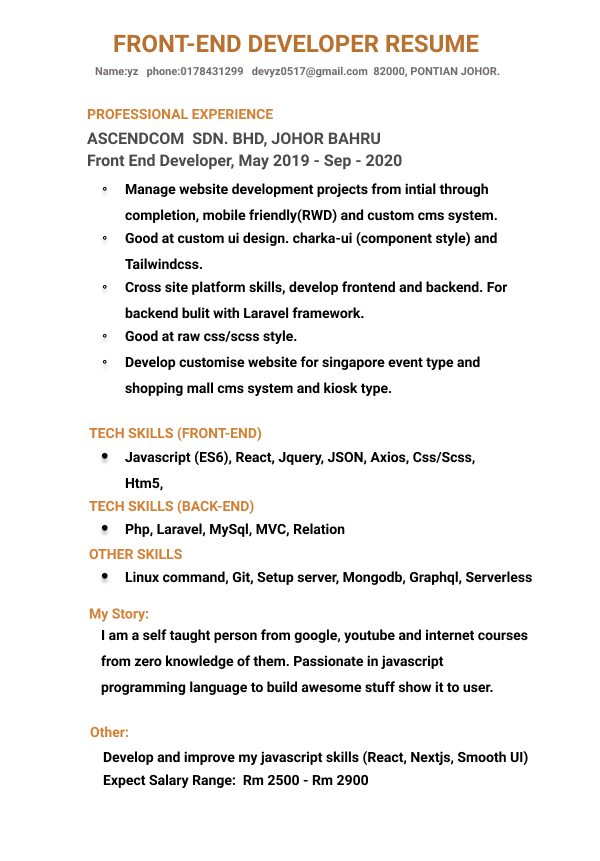 FRONT-END DEVELOPER RESUME
Name:yz phone:0178431299 devyz0517@gmail.com 82000, PONTIAN JOHOR.
PROFESSIONAL EXPERIENCE
ASCENDCOM SDN. BHD, JOHOR BAHRU
Front End Developer, May 2019 - Sep - 2020
Manage website development projects from intial through
completion, mobile friendly(RWD) and custom cms system.
Good at custom ui design. charka-ui (component style) and
Tailwindcss.
Cross site platform skills, develop frontend and backend. For
backend bulit with Laravel framework.
Good at raw css/scss style.
Develop customise website for singapore event type and
shopping mall cms system and kiosk type.
TECH SKILLS (FRONT-END)
Javascript (ES6), React, Jquery, JSON, Axios, Css/Scss,
Htm5,
TECH SKILLS (BACK-END)
Php, Laravel, MySql, MVC, Relation
OTHER SKILLS
Linux command, Git, Setup server, Mongodb, Graphql, Serverless
My Story:
I am a self taught person from google, youtube and internet courses
from zero knowledge of them. Passionate in javascript
programming language to build awesome stuff show it to user.
Other:
Develop and improve my javascript skills (React, Nextjs, Smooth UI)
Expect Salary Range: Rm 2500 - Rm 2900